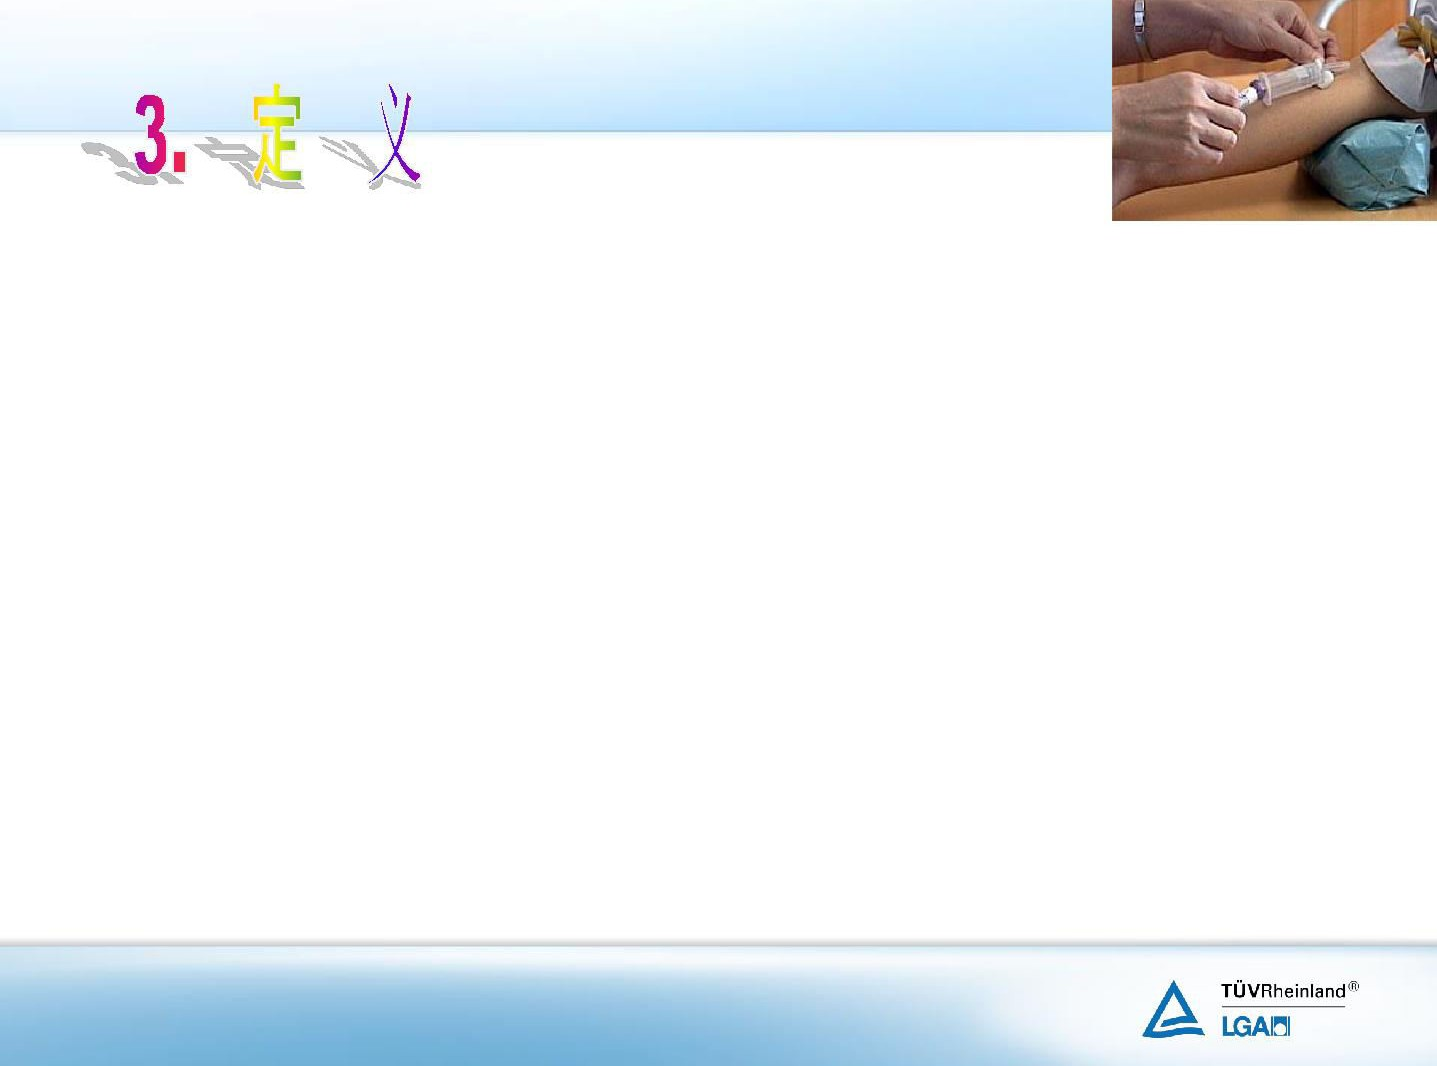 3. 定 义
TÜVRheinland®
LGA